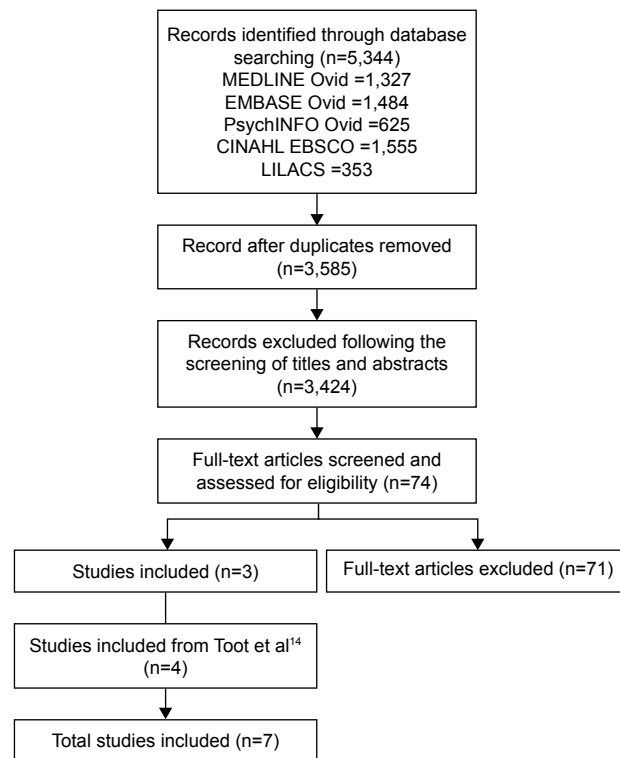 Records identified through database
searching (n=5,344)
MEDLINE Ovid =1,327
EMBASE Ovid =1,484
PsychINFO Ovid =625
CINAHL EBSCO =1,555
LILACS =353
Record after duplicates removed
(n=3,585)
Records excluded following the
screening of titles and abstracts
(n=3,424)
Full-text articles screened and
assessed for eligibility (n=74)
Studies included (n=3)
Full-text articles excluded (n=71)
Studies included from Toot et al¹⁴
(n=4)
Total studies included (n=7)